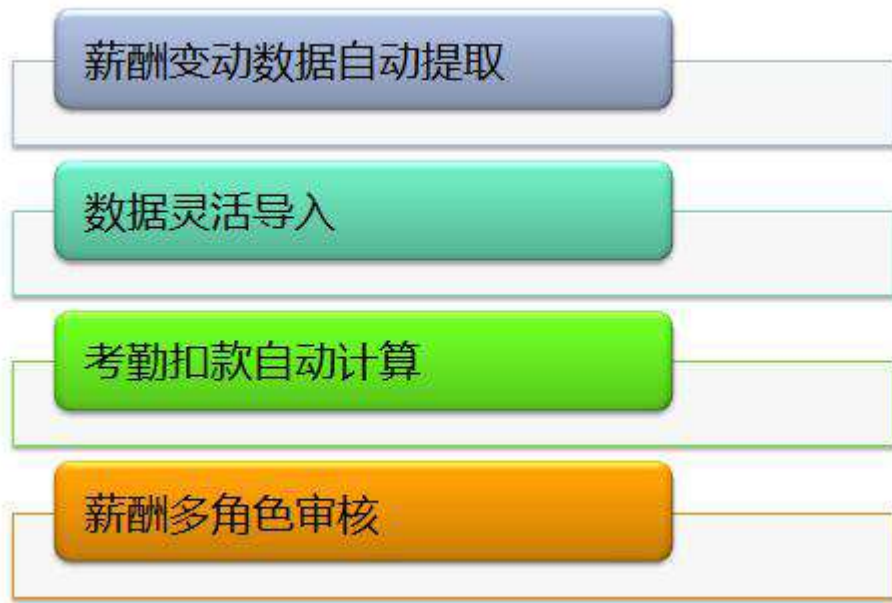 薪酬变动数据自动提取
数据灵活导入
考勤扣款自动计算
薪酬多角色审核